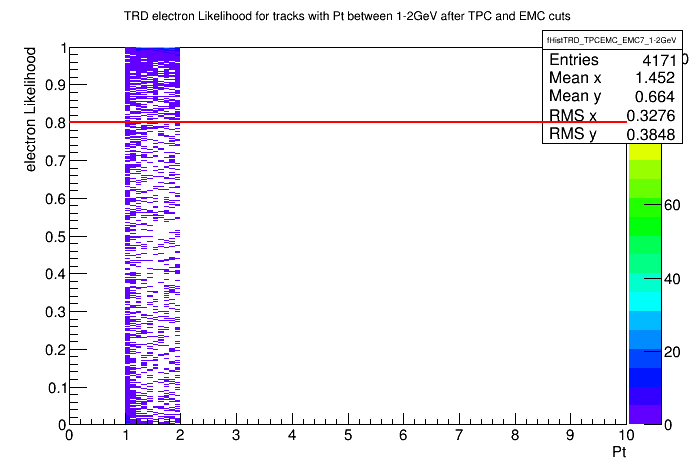 TRD electron Likelihood for tracks with Pt between 1-2GeV after TPC and EMC cuts
fHistTRD_TPCEMC_EMC7_1-2GeV
Entries 4171
Mean x 1.452
Mean y 0.664
RMS x 0.3276
RMS y 0.3848
electron Likelihood
1
0.9
0.8
0.7
0.6
0.5
0.4
0.3
0.2
0.1
0
0 1 2 3 4 5 6 7 8 9 10
Pt
60
40
20
0